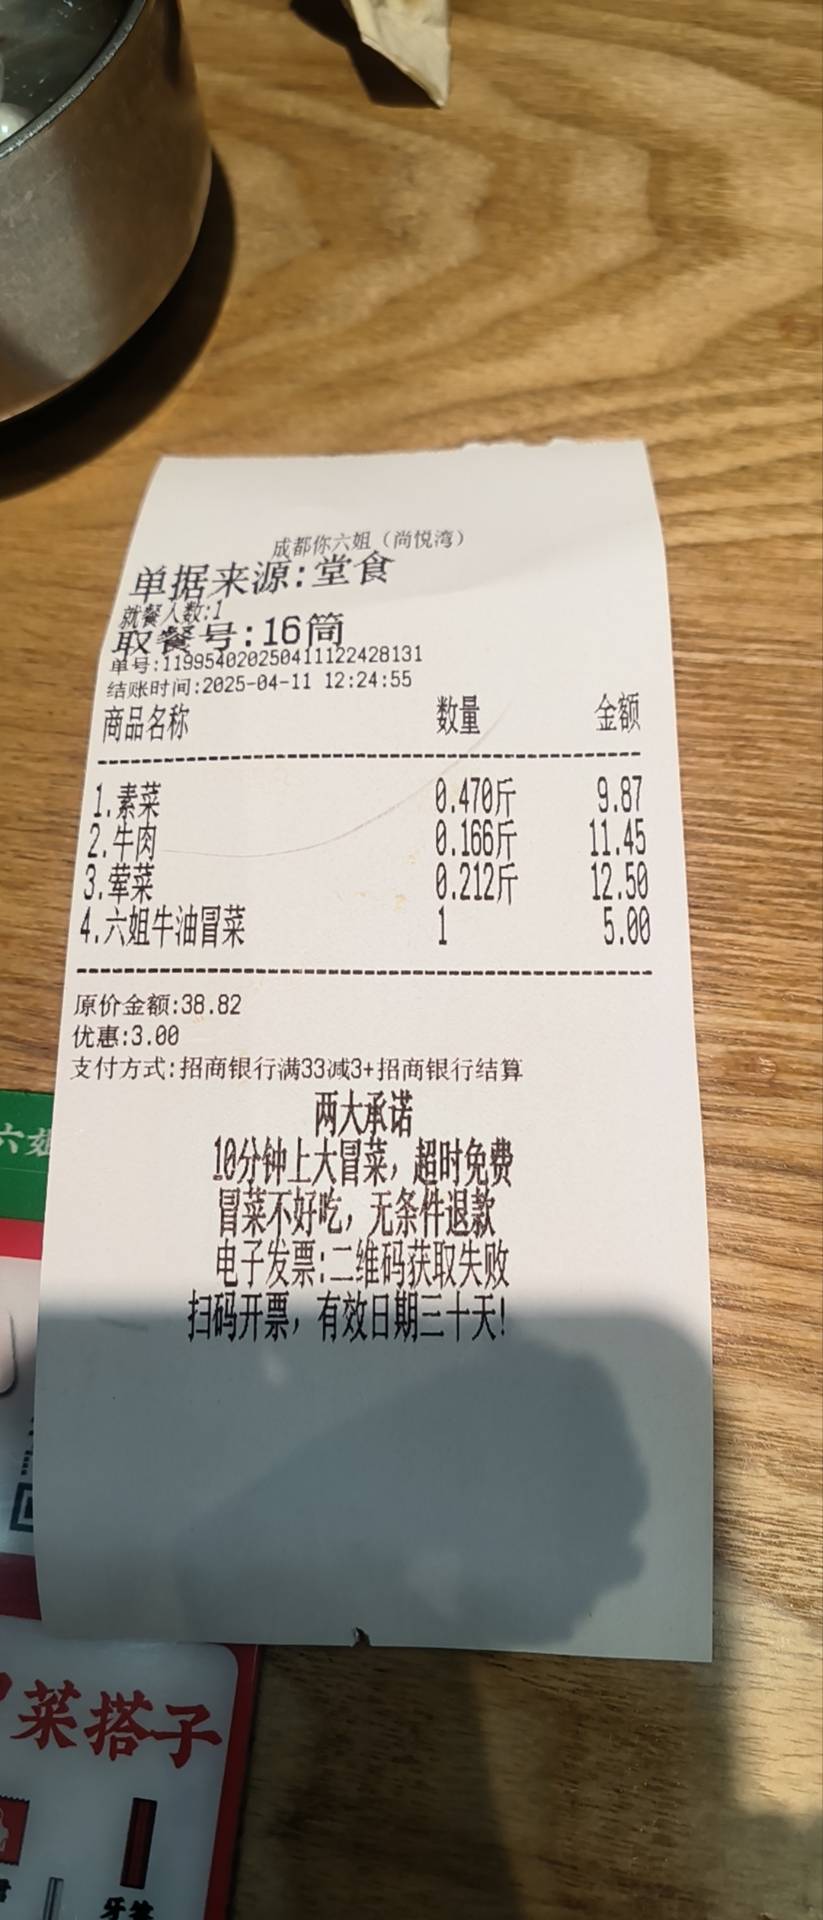 成都你六姐（尚悦湾）
单据来源:堂食
就餐人数:1
取餐号:16筒
单号:11995402025041112242​8131
结账时间:2025-04-11 12:24:55
商品名称 数量 金额
1.素菜 0.470斤 9.87
2.牛肉 0.166斤 11.45
3.荤菜 0.212斤 12.50
4.六姐牛油冒菜 1 5.00
原价金额:38.82
优惠:3.00
支付方式:招商银行满33减3+招商银行结算
两大承诺
10分钟上大冒菜，超时免费
冒菜不好吃，无条件退款
电子发票:二维码获取失败
扫码开票，有效日期三十天!
六姐
菜搭子
牙签